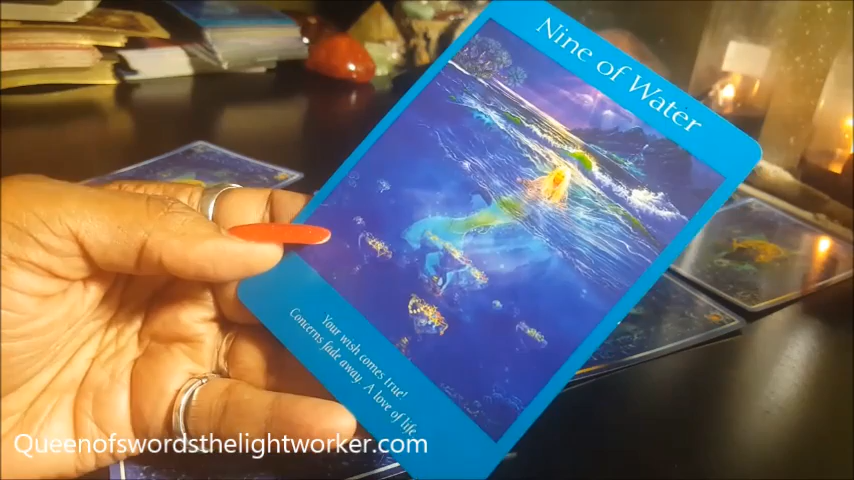 Nine of Water
Your wish comes true!
Concerns fade away. A love of life.
Queenofswordsthelightworker.com